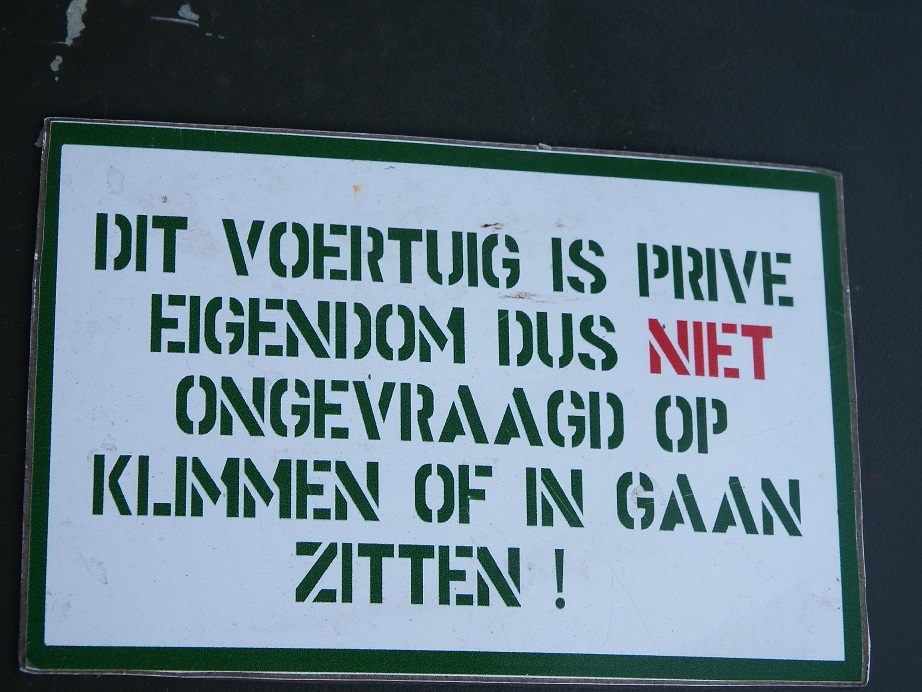 DIT VOERTUIG IS PRIVE
EIGENDOM DUS NIET
ONGEVRAAGD OP
KLIMMEN OF IN GAAN
ZITTEN !